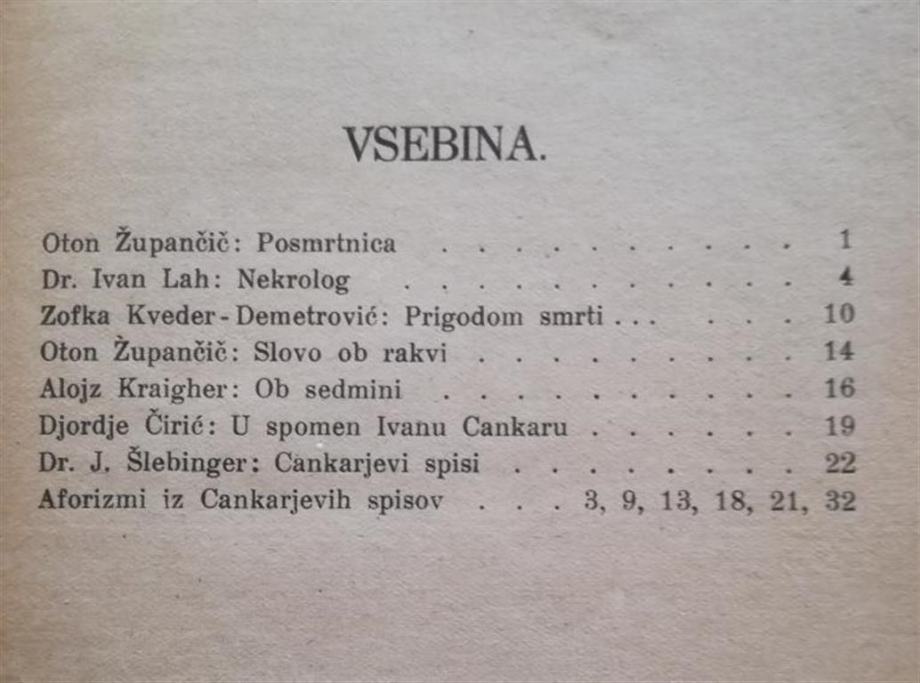 VSEBINA.
Oton Župančič: Posmrtnica . . . . . . . . . . 1
Dr. Ivan Lah: Nekrolog . . . . . . . . . . . 4
Zofka Kveder-Demetrović: Prigodom smrti ... . . . 10
Oton Župančič: Slovo ob rakvi . . . . . . . . . 14
Alojz Kraigher: Ob sedmini . . . . . . . . . . 16
Djordje Čirić: U spomen Ivanu Cankaru . . . . . . 19
Dr. J. Šlebinger: Cankarjevi spisi . . . . . . . . 22
Aforizmi iz Cankarjevih spisov . . . 3, 9, 13, 18, 21, 32